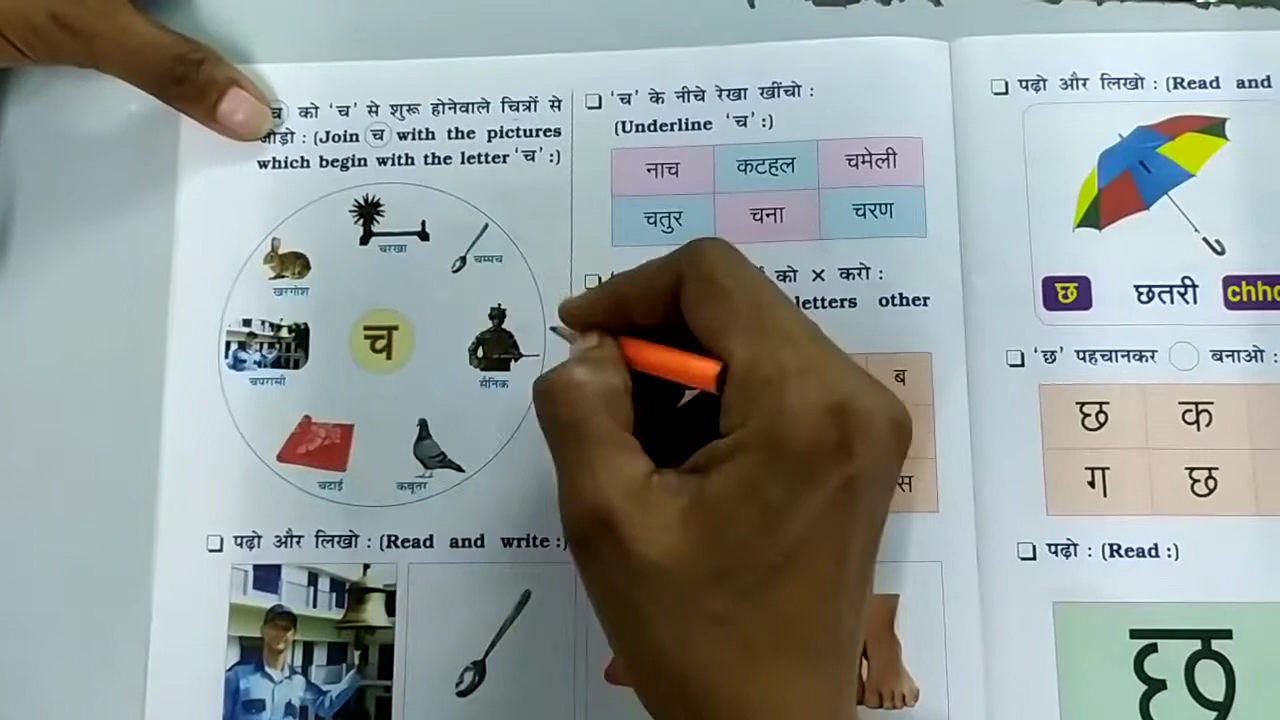 च को 'च' से शुरू होनेवाले चित्रों से
जोड़ो : (Join च with the pictures
which begin with the letter 'च' :)
चरखा
चम्मच
खरगोश
च
चपरासी
सैनिक
चटाई
कबूतर
❑ पढ़ो और लिखो : (Read and write :)
❑ 'च' के नीचे रेखा खींचो :
(Underline 'च' :)
नाच कटहल चमेली
चतुर चना चरण
को × करो :
letters other
ब
स
❑ पढ़ो और लिखो : (Read and
छ छतरी
❑ 'छ' पहचानकर ◯ बनाओ :
छ क
ग छ
❑ पढ़ो : (Read :)
छ